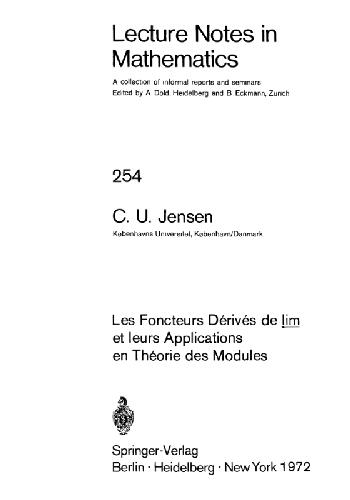 Lecture Notes in
Mathematics
A collection of informal reports and seminars
Edited by A. Dold, Heidelberg and B. Eckmann, Zürich
254
C. U. Jensen
Københavns Universitet, København/Danmark
Les Foncteurs Dérivés de lim
et leurs Applications
en Théorie des Modules
Springer-Verlag
Berlin · Heidelberg · New York 1972